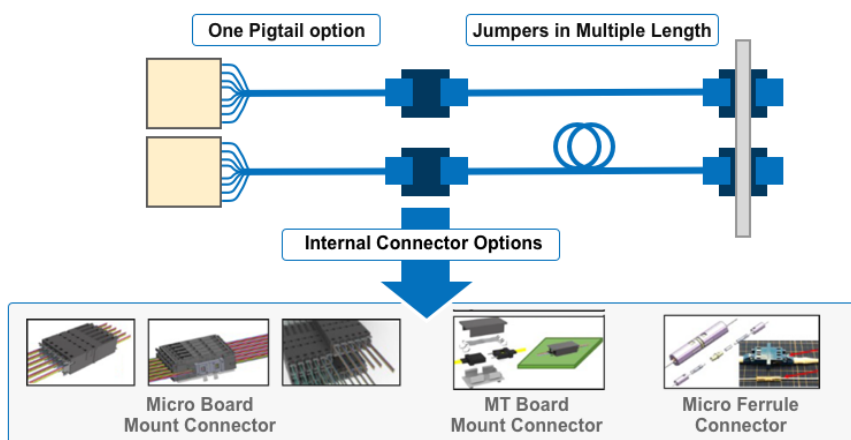 One Pigtail option
Jumpers in Multiple Length
Internal Connector Options
Micro Board
Mount Connector
MT Board
Mount Connector
Micro Ferrule
Connector